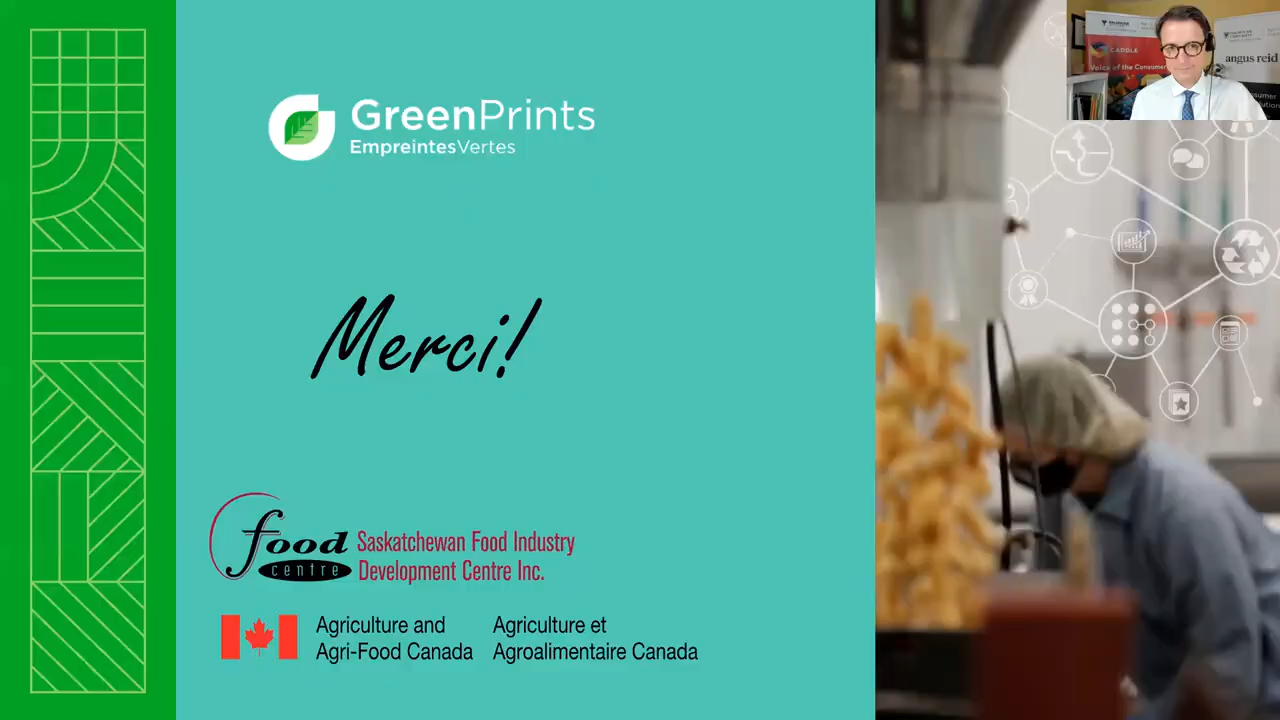 GreenPrints
EmpreintesVertes
Merci!
food
centre
Saskatchewan Food Industry
Development Centre Inc.
Agriculture and
Agri-Food Canada
Agriculture et
Agroalimentaire Canada
CADDLE
Voice of the Consumer
angus reid